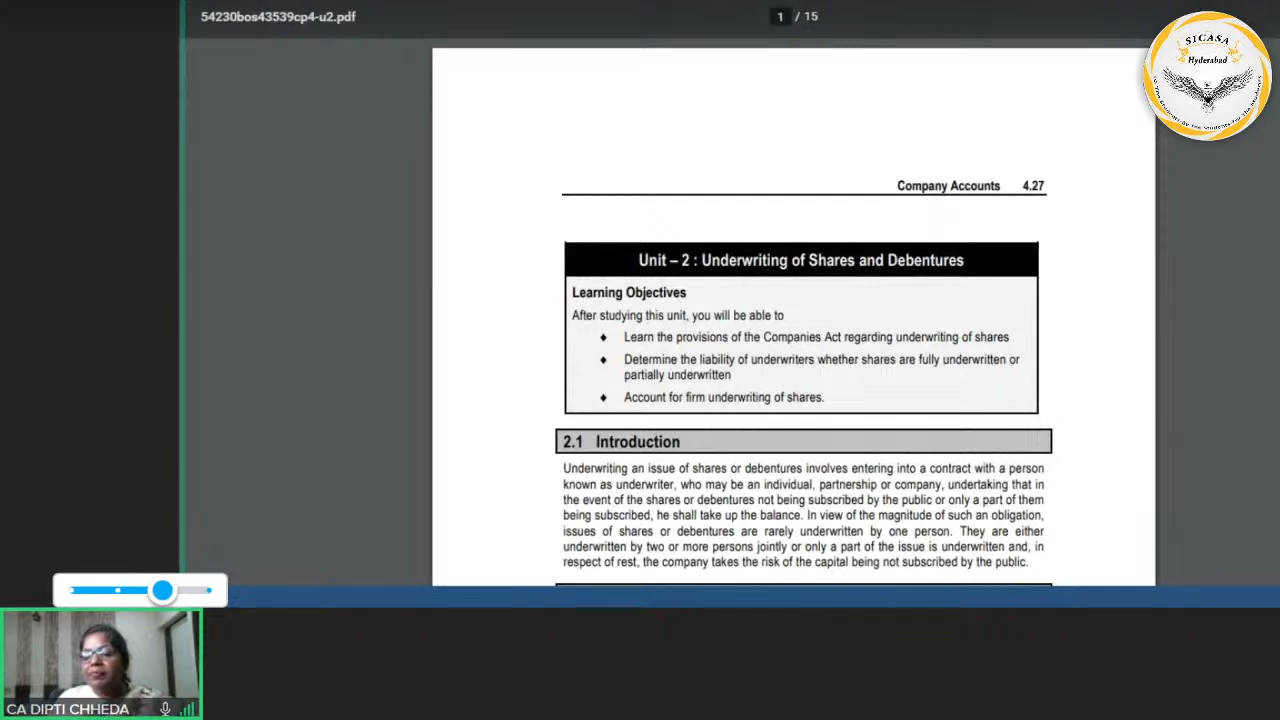 54230bos43539cp4-u2.pdf
1 / 15
SICASA
Hyderabad
Company Accounts 4.27
Unit – 2 : Underwriting of Shares and Debentures
Learning Objectives
After studying this unit, you will be able to
♦ Learn the provisions of the Companies Act regarding underwriting of shares
♦ Determine the liability of underwriters whether shares are fully underwritten or
partially underwritten
♦ Account for firm underwriting of shares.
2.1 Introduction
Underwriting an issue of shares or debentures involves entering into a contract with a person
known as underwriter, who may be an individual, partnership or company, undertaking that in
the event of the shares or debentures not being subscribed by the public or only a part of them
being subscribed, he shall take up the balance. In view of the magnitude of such an obligation,
issues of shares or debentures are rarely underwritten by one person. They are either
underwritten by two or more persons jointly or only a part of the issue is underwritten and, in
respect of rest, the company takes the risk of the capital being not subscribed by the public.
CA DIPTI CHHEDA